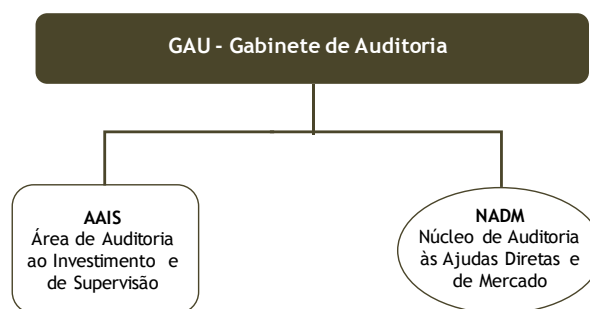 GAU - Gabinete de Auditoria
AAIS
Área de Auditoria
ao Investimento e
de Supervisão
NADM
Núcleo de Auditoria
às Ajudas Diretas e
de Mercado